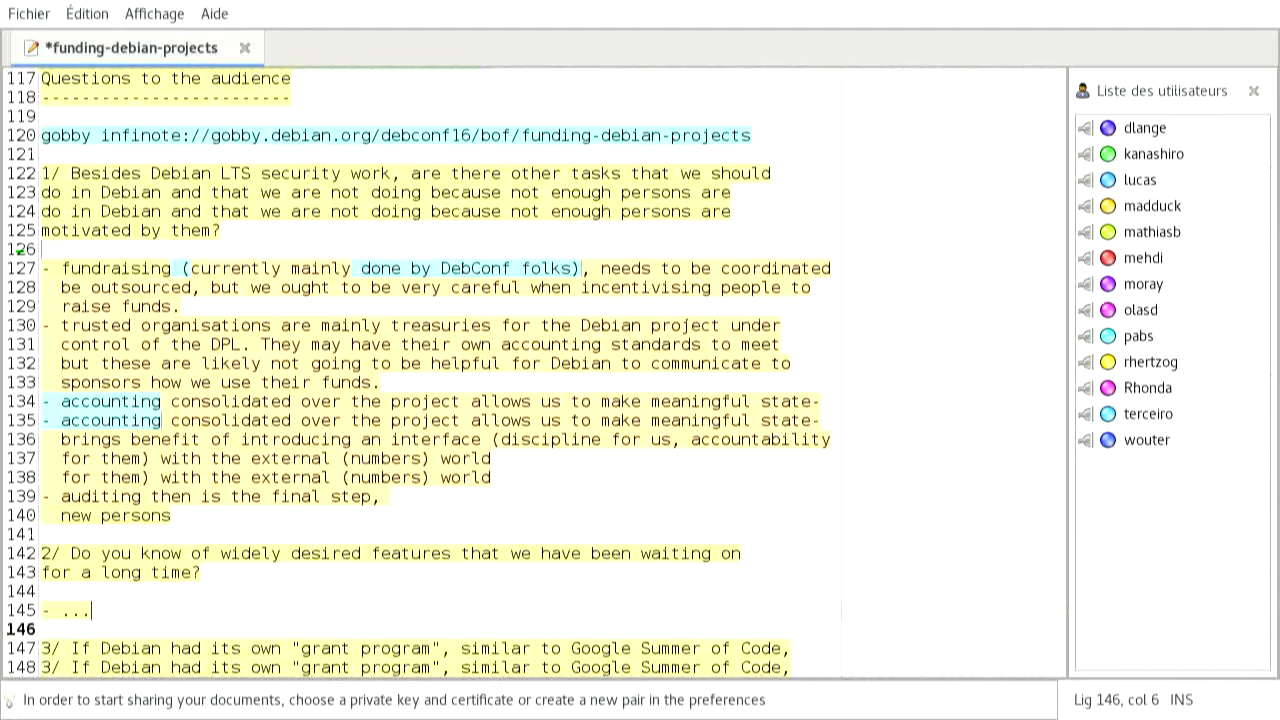 Fichier Édition Affichage Aide
*funding-debian-projects
117 Questions to the audience
118 -------------------------
119
120 gobby infinote://gobby.debian.org/debconf16/bof/funding-debian-projects
121
122 1/ Besides Debian LTS security work, are there other tasks that we should
123 do in Debian and that we are not doing because not enough persons are
124 do in Debian and that we are not doing because not enough persons are
125 motivated by them?
126
127 - fundraising (currently mainly done by DebConf folks), needs to be coordinated
128 be outsourced, but we ought to be very careful when incentivising people to
129 raise funds.
130 - trusted organisations are mainly treasuries for the Debian project under
131 control of the DPL. They may have their own accounting standards to meet
132 but these are likely not going to be helpful for Debian to communicate to
133 sponsors how we use their funds.
134 - accounting consolidated over the project allows us to make meaningful state-
135 - accounting consolidated over the project allows us to make meaningful state-
136 brings benefit of introducing an interface (discipline for us, accountability
137 for them) with the external (numbers) world
138 for them) with the external (numbers) world
139 - auditing then is the final step,
140 new persons
141
142 2/ Do you know of widely desired features that we have been waiting on
143 for a long time?
144
145 - ...
146
147 3/ If Debian had its own "grant program", similar to Google Summer of Code,
148 3/ If Debian had its own "grant program", similar to Google Summer of Code,
Liste des utilisateurs
dlange
kanashiro
lucas
madduck
mathiasb
mehdi
moray
olasd
pabs
rhertzog
Rhonda
terceiro
wouter
In order to start sharing your documents, choose a private key and certificate or create a new pair in the preferences
Lig 146, col 6 INS